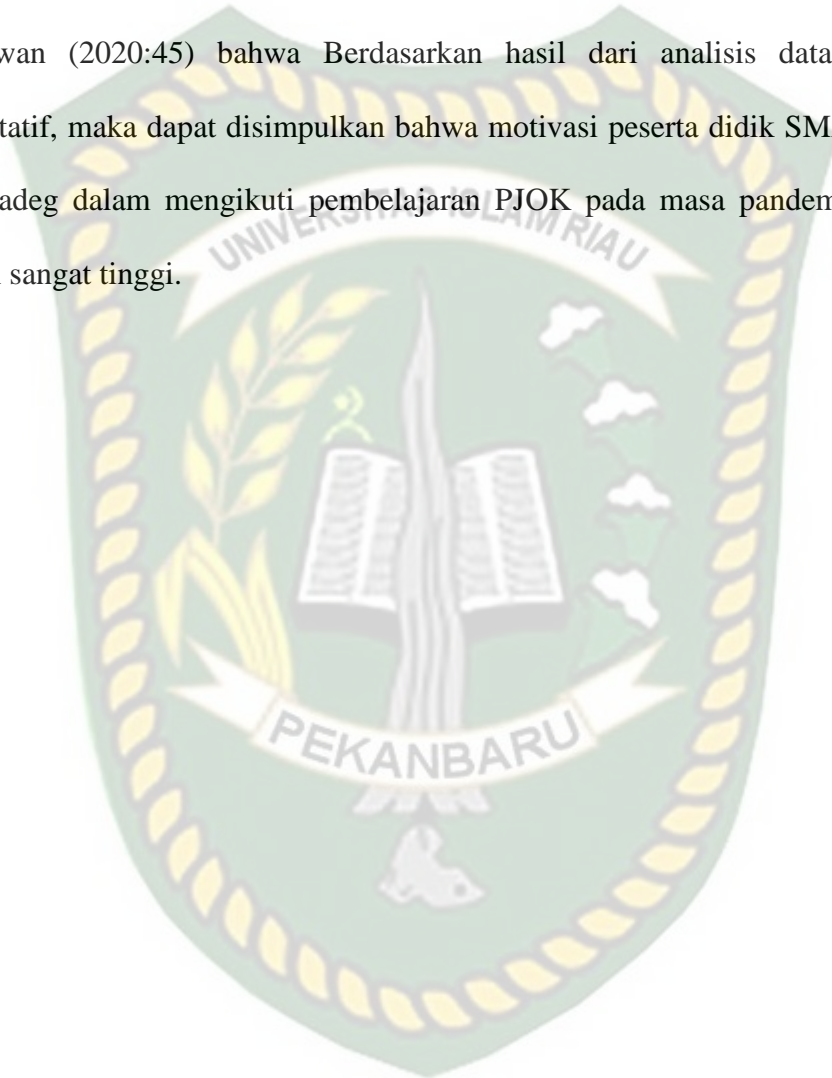 wan (2020:45) bahwa Berdasarkan hasil dari analisis data
tatif, maka dapat disimpulkan bahwa motivasi peserta didik SMA
adeg dalam mengikuti pembelajaran PJOK pada masa pandem
sangat tinggi.
UNIVERSITAS ISLAM RIAU
PEKANBARU